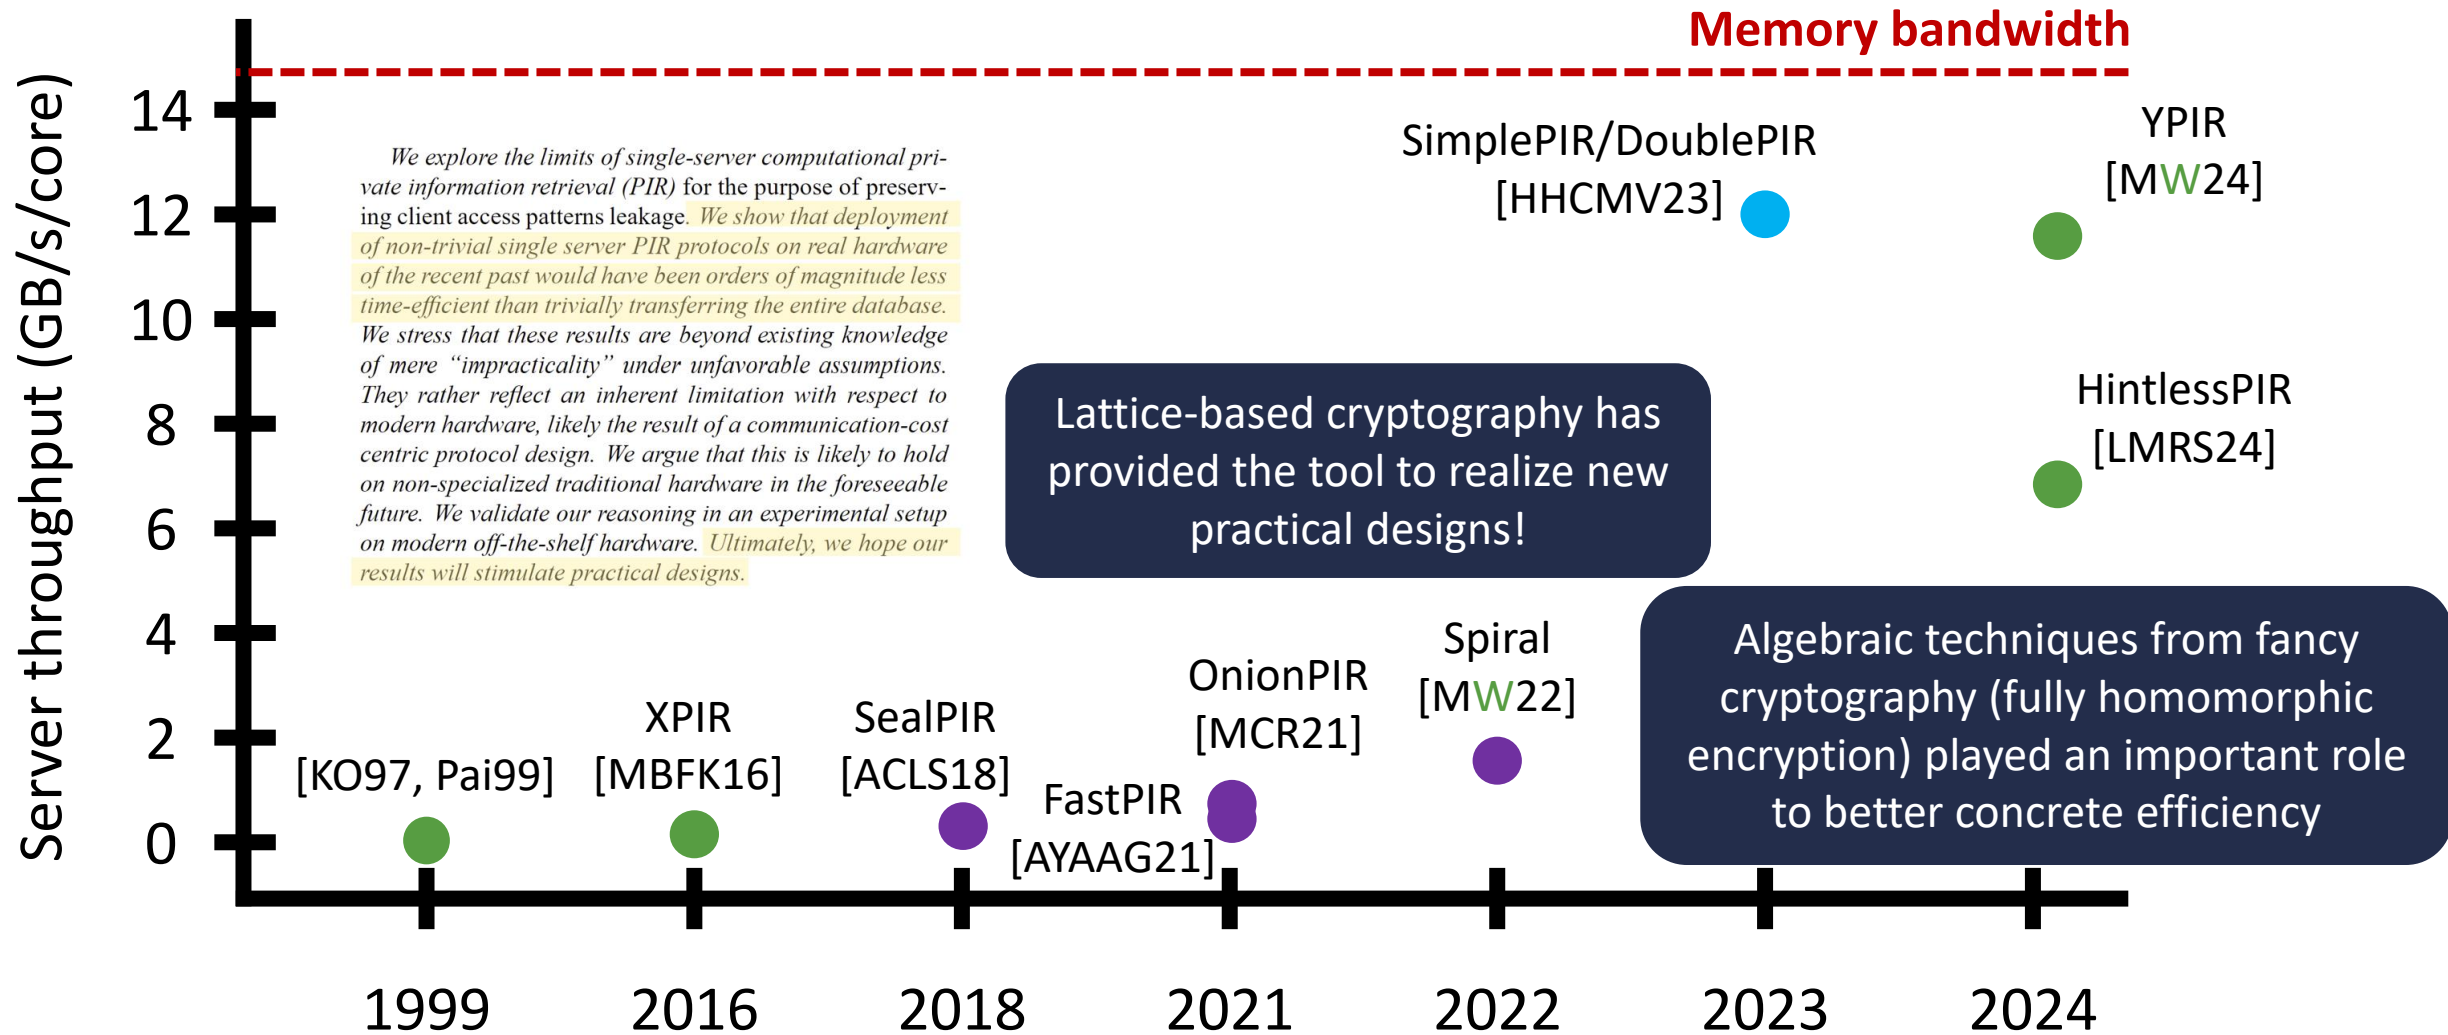 Memory bandwidth
Server throughput (GB/s/core)
14
12
10
8
6
4
2
0
We explore the limits of single-server computational pri-
vate information retrieval (PIR) for the purpose of preserv-
ing client access patterns leakage. We show that deployment
of non-trivial single server PIR protocols on real hardware
of the recent past would have been orders of magnitude less
time-efficient than trivially transferring the entire database.
We stress that these results are beyond existing knowledge
of mere “impracticality” under unfavorable assumptions.
They rather reflect an inherent limitation with respect to
modern hardware, likely the result of a communication-cost
centric protocol design. We argue that this is likely to hold
on non-specialized traditional hardware in the foreseeable
future. We validate our reasoning in an experimental setup
on modern off-the-shelf hardware. Ultimately, we hope our
results will stimulate practical designs.
SimplePIR/DoublePIR
[HHCMV23]
YPIR
[MW24]
HintlessPIR
[LMRS24]
Lattice-based cryptography has
provided the tool to realize new
practical designs!
Algebraic techniques from fancy
cryptography (fully homomorphic
encryption) played an important role
to better concrete efficiency
[KO97, Pai99]
XPIR
[MBFK16]
SealPIR
[ACLS18]
FastPIR
[AYAAG21]
OnionPIR
[MCR21]
Spiral
[MW22]
1999
2016
2018
2021
2022
2023
2024